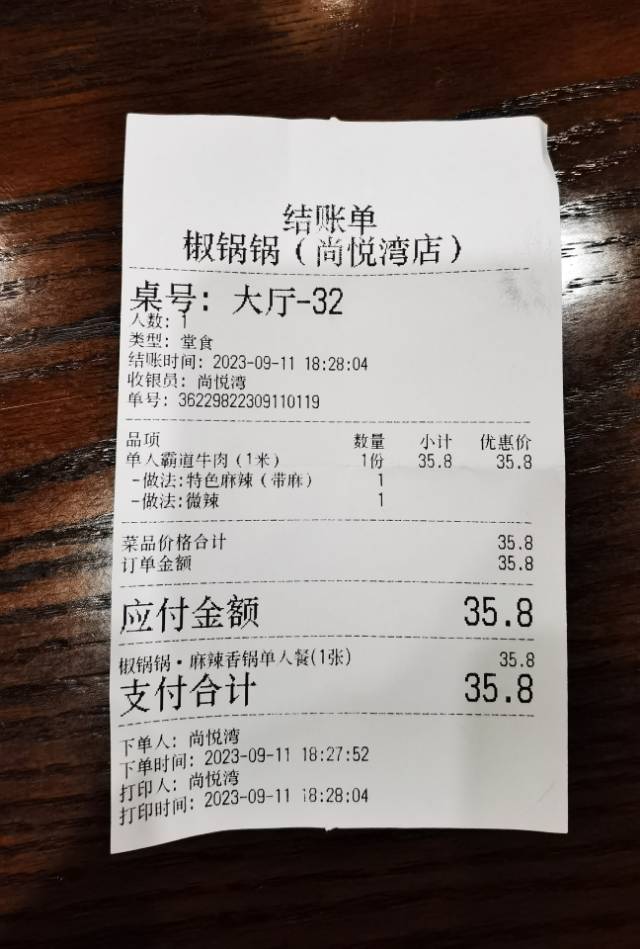 结账单
椒锅锅（尚悦湾店）
桌号: 大厅-32
人数: 1
类型: 堂食
结账时间: 2023-09-11 18:28:04
收银员: 尚悦湾
单号: 36229822309110119
品项 数量 小计 优惠价
单人霸道牛肉（1米） 1份 35.8 35.8
-做法:特色麻辣（带麻） 1
-做法:微辣 1
菜品价格合计 35.8
订单金额 35.8
应付金额 35.8
椒锅锅·麻辣香锅单人餐(1张) 35.8
支付合计 35.8
下单人: 尚悦湾
下单时间: 2023-09-11 18:27:52
打印人: 尚悦湾
打印时间: 2023-09-11 18:28:04